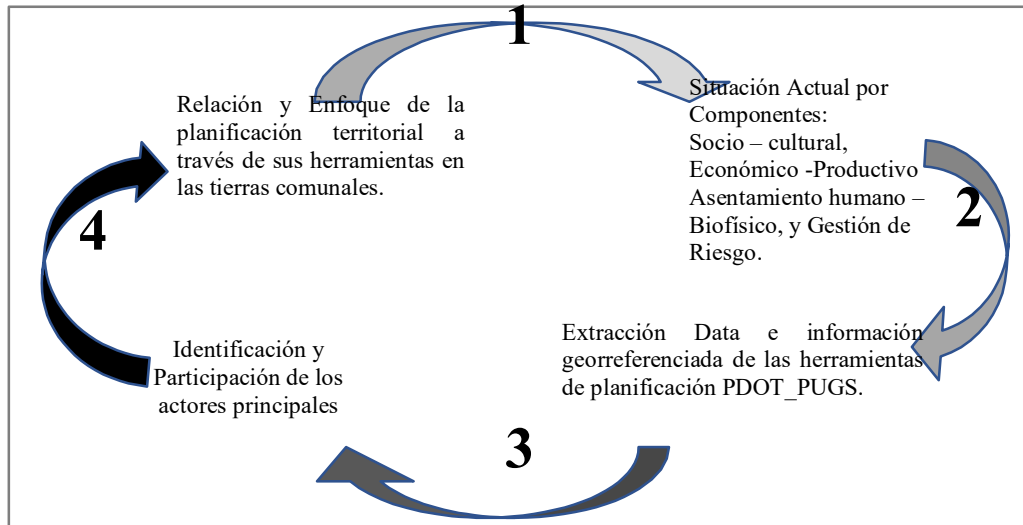 1
Relación y Enfoque de la
planificación territorial a
través de sus herramientas en
las tierras comunales.
Situación Actual por
Componentes:
Socio – cultural,
Económico -Productivo
Asentamiento humano –
Biofísico, y Gestión de
Riesgo.
2
Extracción Data e información
georreferenciada de las herramientas
de planificación PDOT_PUGS.
3
Identificación y
Participación de los
actores principales
4